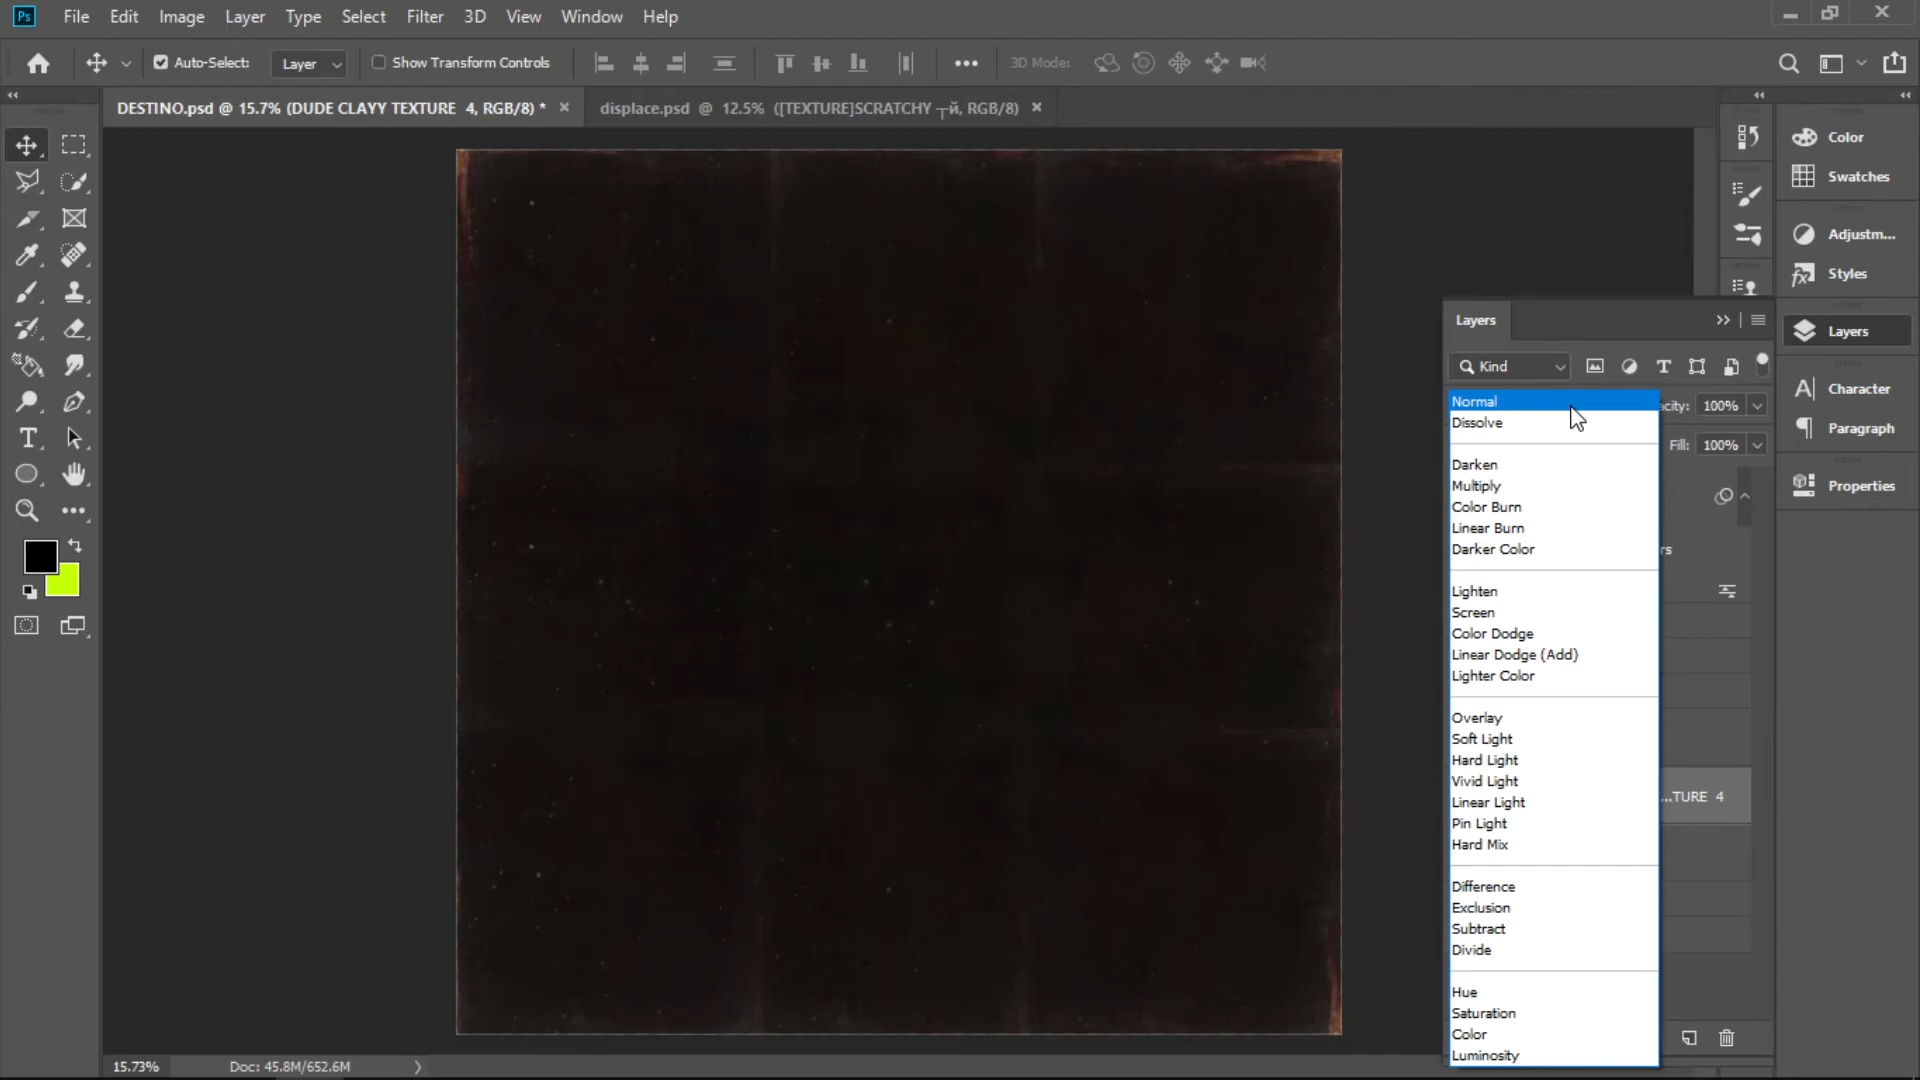 Ps File Edit Image Layer Type Select Filter 3D View Window Help
Auto-Select: Layer Show Transform Controls 3D Mode:
DESTINO.psd @ 15.7% (DUDE CLAYY TEXTURE 4, RGB/8) *
displace.psd @ 12.5% ([TEXTURE]SCRATCHY ┬й, RGB/8)
Color
Swatches
Adjustm...
Styles
Layers
Character
Paragraph
Properties
Layers
Kind
Normal
Dissolve
Darken
Multiply
Color Burn
Linear Burn
Darker Color
Lighten
Screen
Color Dodge
Linear Dodge (Add)
Lighter Color
Overlay
Soft Light
Hard Light
Vivid Light
Linear Light
Pin Light
Hard Mix
Difference
Exclusion
Subtract
Divide
Hue
Saturation
Color
Luminosity
acity: 100%
Fill: 100%
rs
...TURE 4
15.73% Doc: 45.8M/652.6M